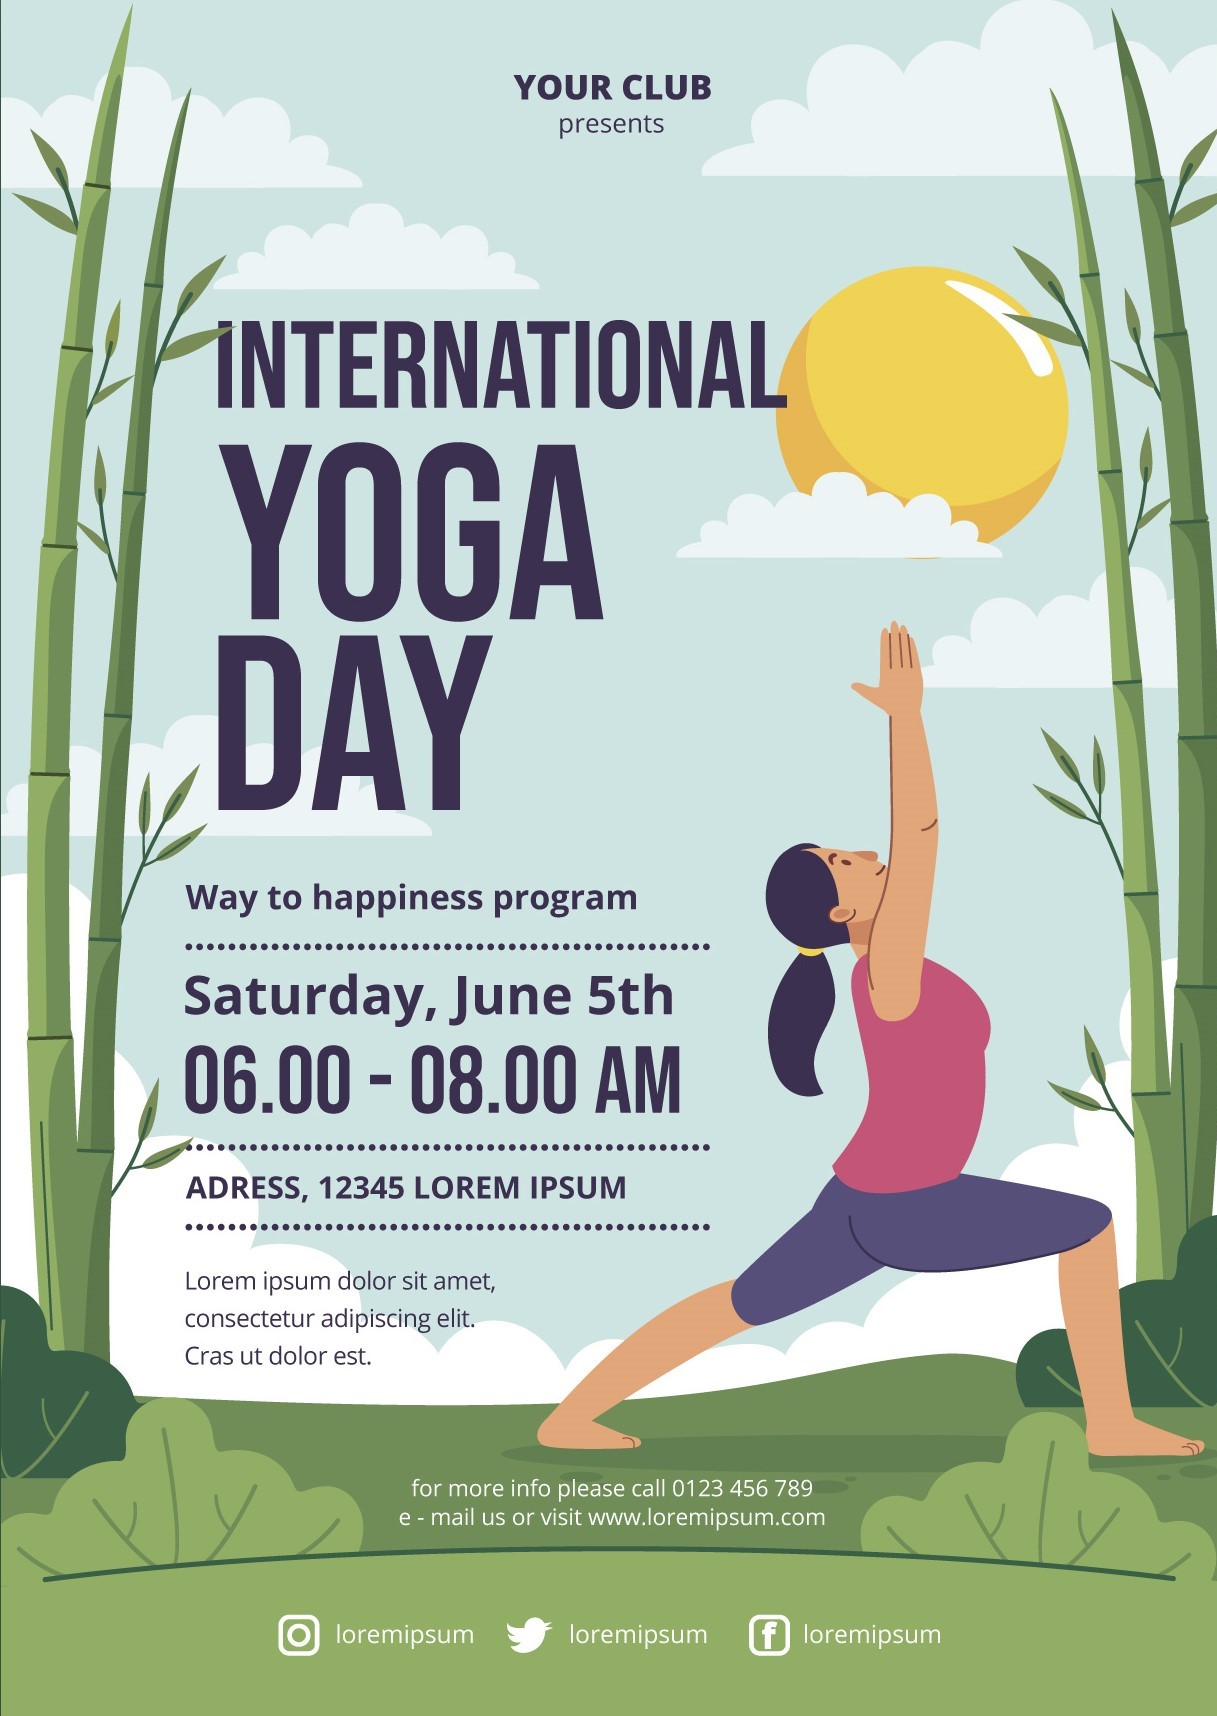 YOUR CLUB
presents
INTERNATIONAL
YOGA
DAY
Way to happiness program
Saturday, June 5th
06.00 - 08.00 AM
ADRESS, 12345 LOREM IPSUM
Lorem ipsum dolor sit amet,
consectetur adipiscing elit.
Cras ut dolor est.
for more info please call 0123 456 789
e - mail us or visit www.loremipsum.com
loremipsum loremipsum loremipsum